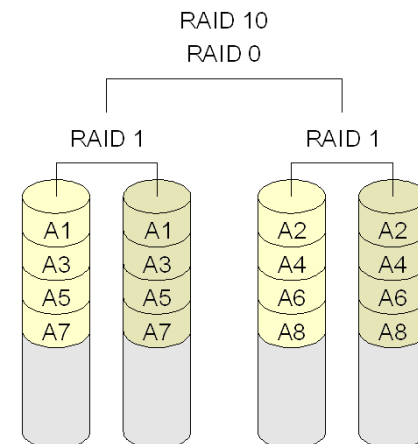 RAID 10
RAID 0
RAID 1 RAID 1
A1 A1 A2 A2
A3 A3 A4 A4
A5 A5 A6 A6
A7 A7 A8 A8